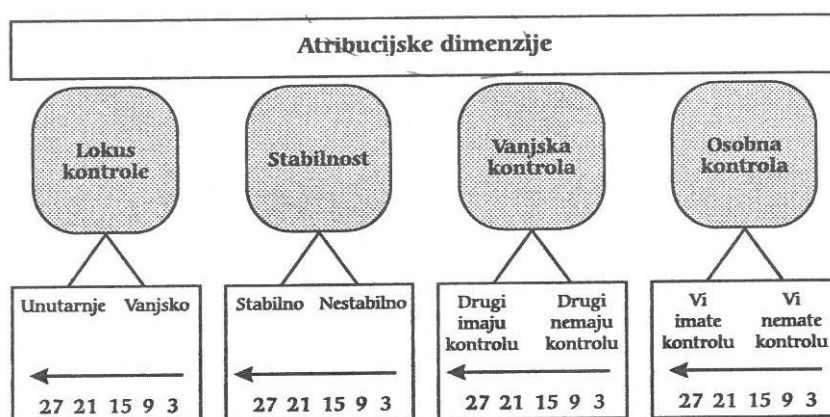 Atribucijske dimenzije
Lokus
kontrole
Stabilnost
Vanjska
kontrola
Osobna
kontrola
Unutarnje Vanjsko
27 21 15 9 3
Stabilno Nestabilno
27 21 15 9 3
Drugi
imaju
kontrolu
Drugi
nemaju
kontrolu
27 21 15 9 3
Vi
imate
kontrolu
Vi
nemate
kontrolu
27 21 15 9 3